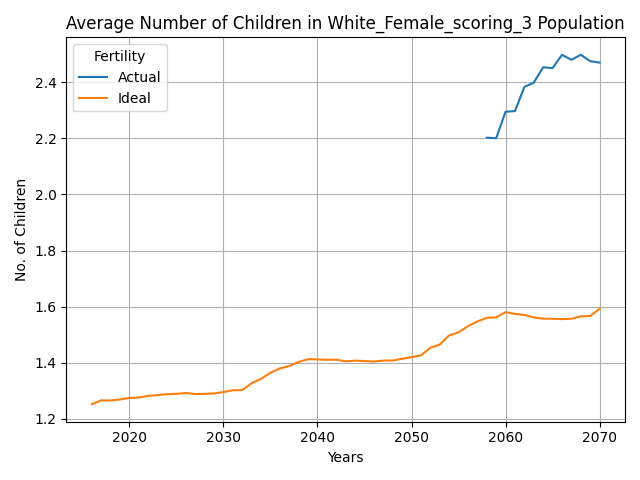 Average Number of Children in White_Female_scoring_3 Population
Fertility
Actual
Ideal
No. of Children
2.4
2.2
2.0
1.8
1.6
1.4
1.2
2020 2030 2040 2050 2060 2070
Years